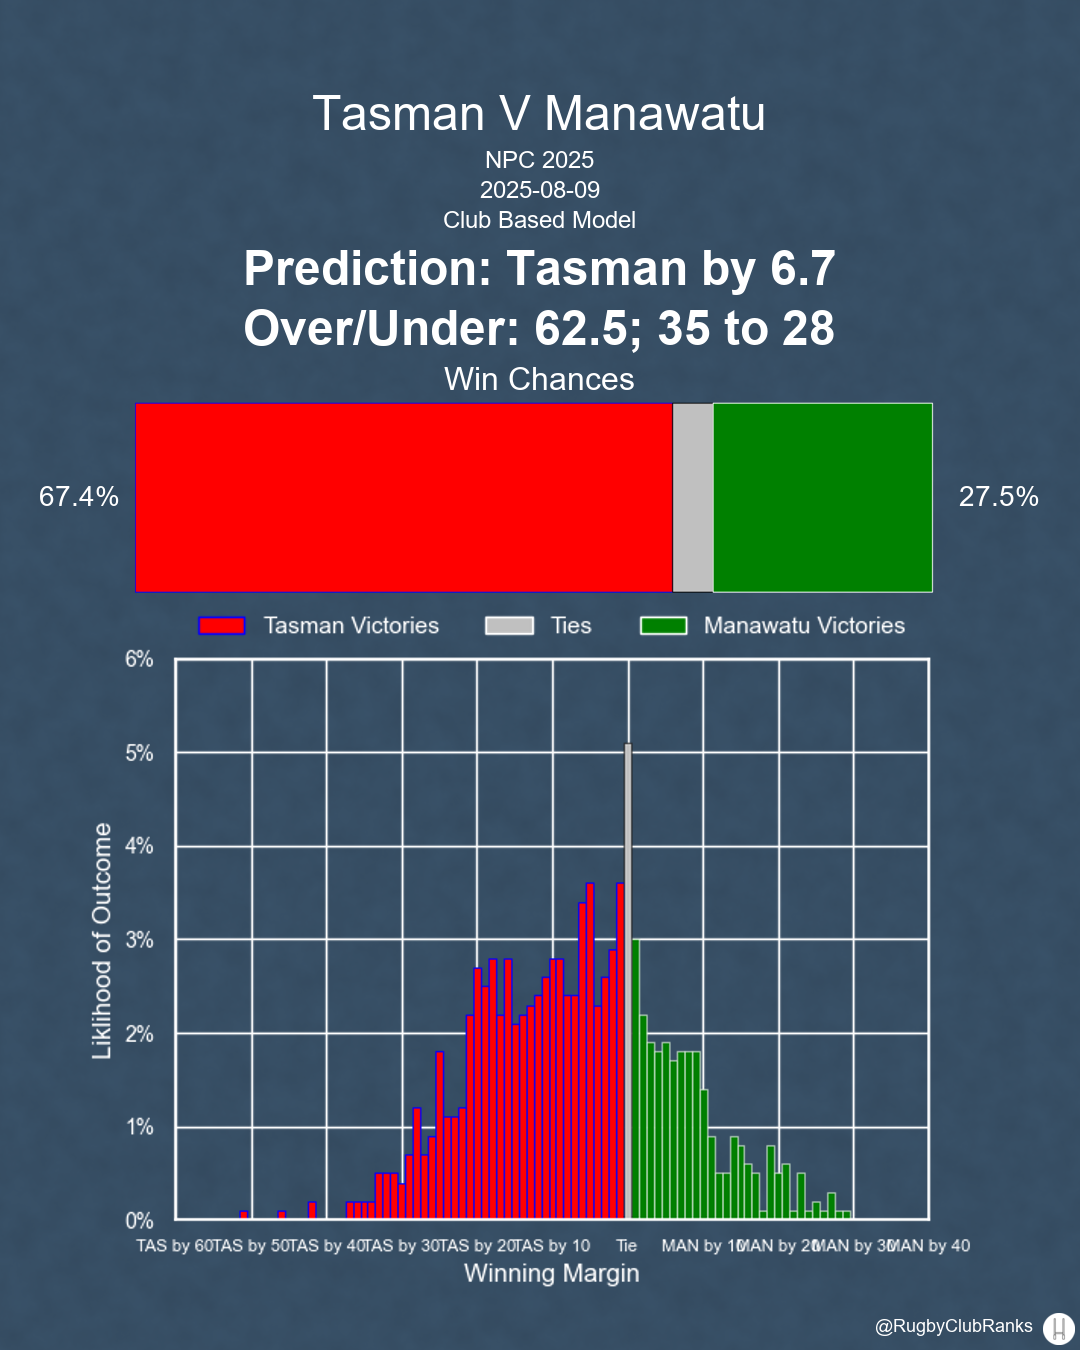 Tasman V Manawatu
NPC 2025
2025-08-09
Club Based Model
Prediction: Tasman by 6.7
Over/Under: 62.5; 35 to 28
Win Chances
67.4%
27.5%
Tasman Victories
Ties
Manawatu Victories
6%
5%
4%
3%
2%
1%
0%
Liklihood of Outcome
TAS by 60
TAS by 50
TAS by 40
TAS by 30
TAS by 20
TAS by 10
Tie
MAN by 10
MAN by 20
MAN by 30
MAN by 40
Winning Margin
@RugbyClubRanks